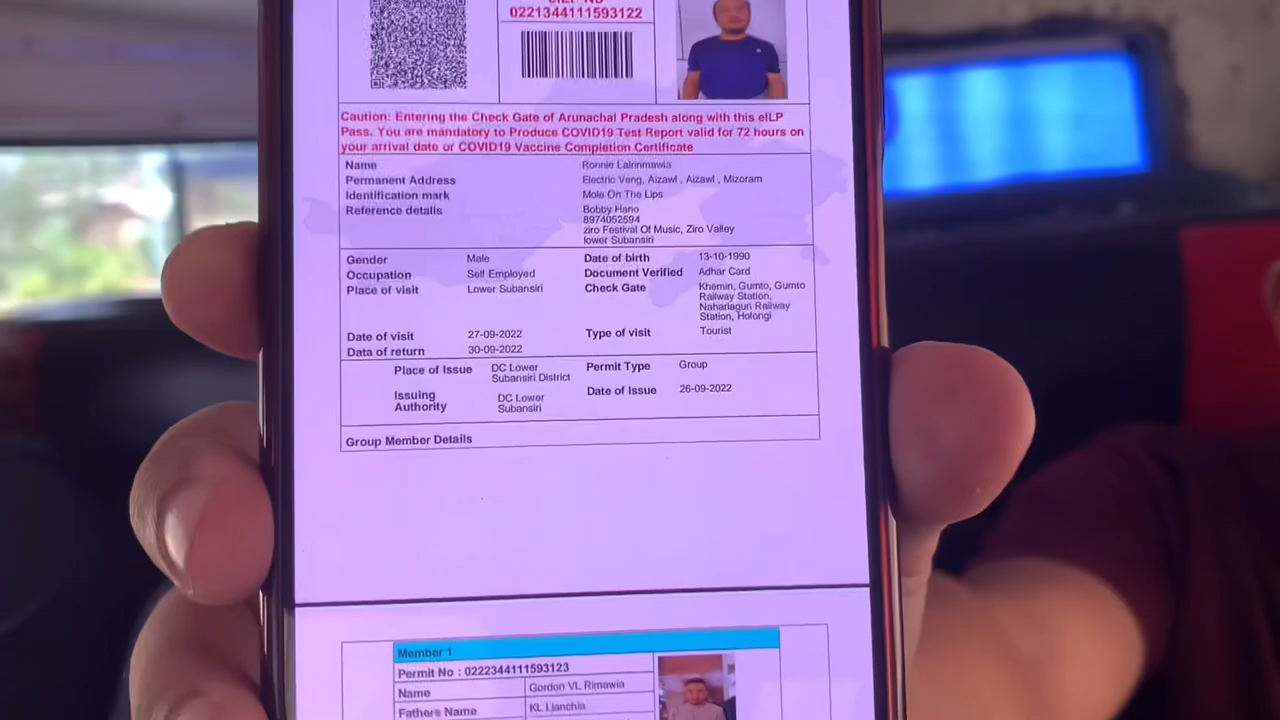 0221344111593122
Caution: Entering the Check Gate of Arunachal Pradesh along with this eILP
Pass. You are mandatory to Produce COVID19 Test Report valid for 72 hours on
your arrival date or COVID19 Vaccine Completion Certificate
Name Ronnie Lalrinmawia
Permanent Address Electric Veng, Aizawl , Aizawl , Mizoram
Identification mark Mole On The Lips
Reference details Bobby Hano
8974052594
ziro Festival Of Music, Ziro Valley
lower Subansiri
Gender Male Date of birth 13-10-1990
Occupation Self Employed Document Verified Adhar Card
Place of visit Lower Subansiri Check Gate Khemin, Gumto, Gumto
Railway Station,
Naharlagun Railway
Station, Holongi
Date of visit 27-09-2022 Type of visit Tourist
Data of return 30-09-2022
Place of Issue DC Lower
Subansiri District Permit Type Group
Issuing
Authority DC Lower
Subansiri Date of Issue 26-09-2022
Group Member Details
Member 1
Permit No : 0222344111593123
Name Gordon VL Rimawia
Fathers Name KL Lianchia